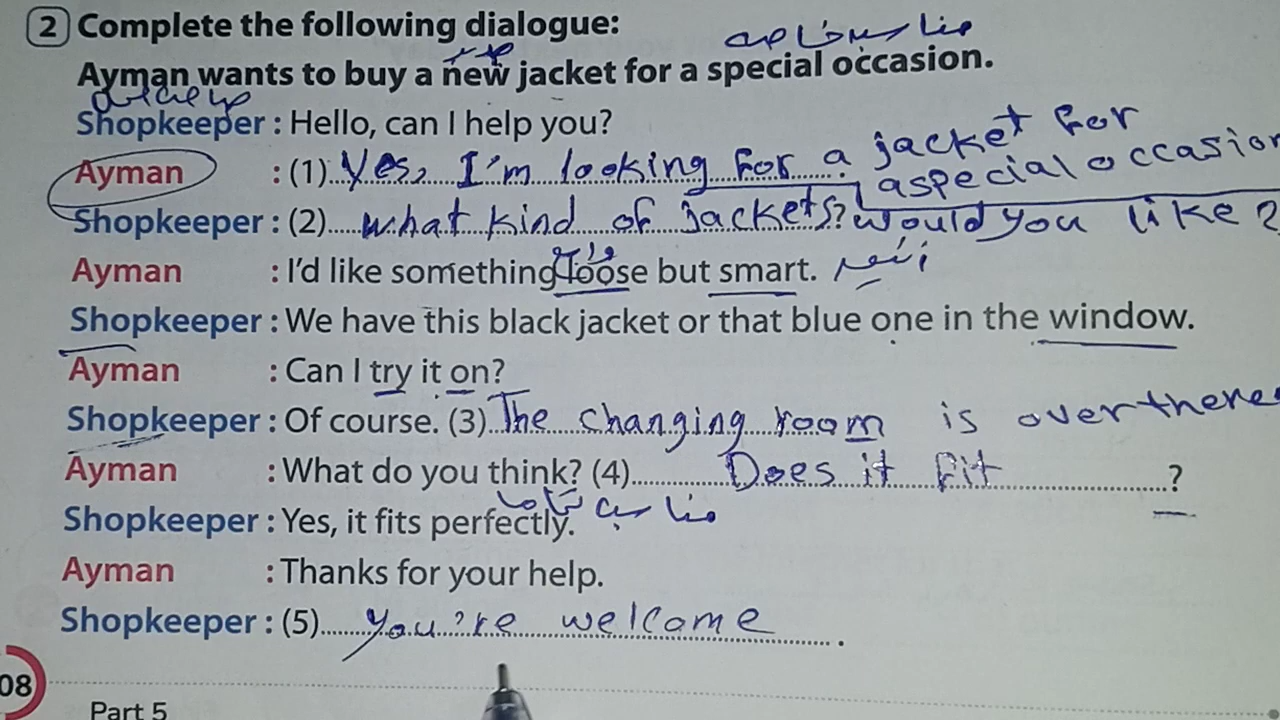 2 Complete the following dialogue:
Ayman wants to buy a new jacket for a special occasion.
Shopkeeper : Hello, can I help you?
Ayman : (1) Yes, I'm looking for a jacket for aspecial occasion
Shopkeeper : (2) what kind of jackets? would you like?
Ayman : I'd like something loose but smart.
Shopkeeper : We have this black jacket or that blue one in the window.
Ayman : Can I try it on?
Shopkeeper : Of course. (3) The changing room is over there
Ayman : What do you think? (4) Does it fit ?
Shopkeeper : Yes, it fits perfectly.
Ayman : Thanks for your help.
Shopkeeper : (5) you're welcome .
08
Part 5